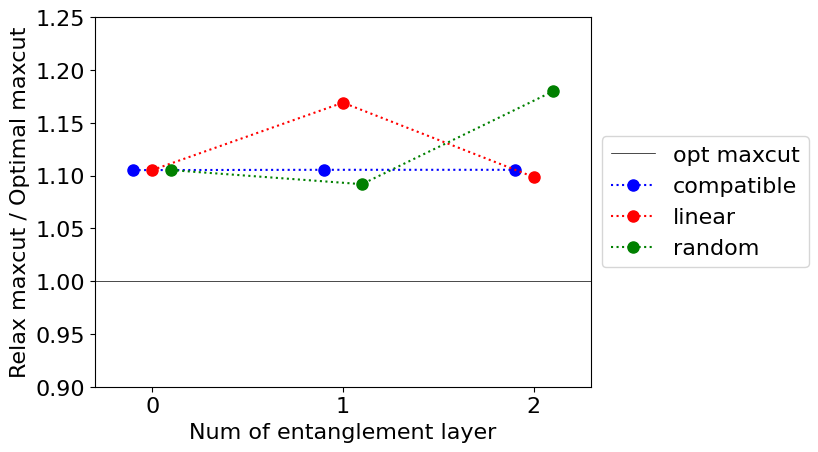 Relax maxcut / Optimal maxcut
1.25
1.20
1.15
1.10
1.05
1.00
0.95
0.90
0
1
2
Num of entanglement layer
opt maxcut
compatible
linear
random